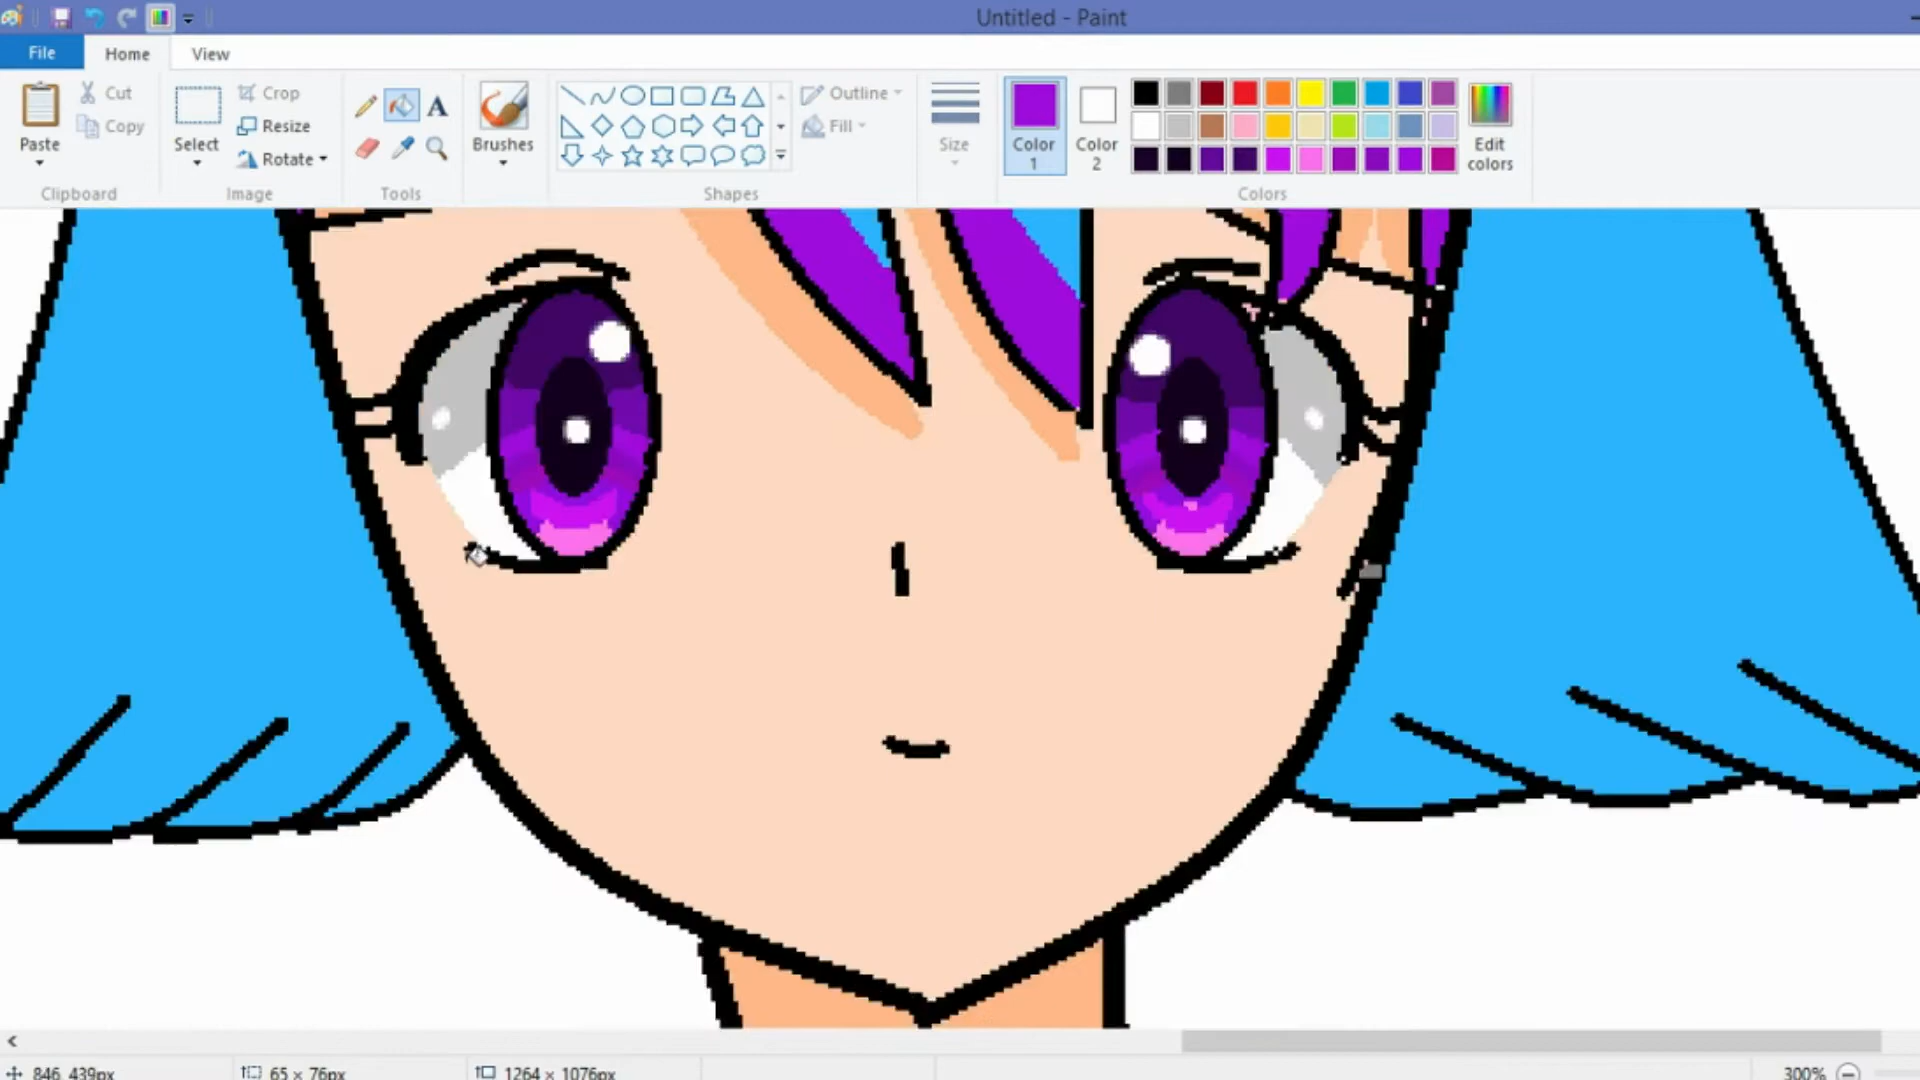 Untitled - Paint
File Home View
Paste Cut Copy
Clipboard
Select Crop Resize Rotate
Image
A
Tools
Brushes
Shapes
Outline
Fill
Size
Color 1
Color 2
Edit colors
Colors
846, 439px 65 × 76px 1264 × 1076px 300%